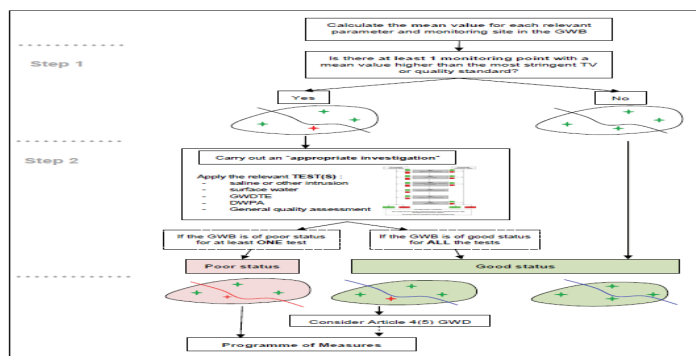 Calculate the mean value for each relevant
parameter and monitoring site in the GWB
Step 1
Is there at least 1 monitoring point with a
mean value higher than the most stringent TV
or quality standard?
Yes
No
Step 2
Carry out an "appropriate investigation"
Apply the relevant TEST(S) :
- saline or other intrusion
- surface water
- GWDTE
- DWPA
- General quality assessment
If the GWB is of poor status
for at least ONE test
If the GWB is of good status
for ALL the tests
Poor status
Good status
Consider Article 4(5) GWD
Programme of Measures